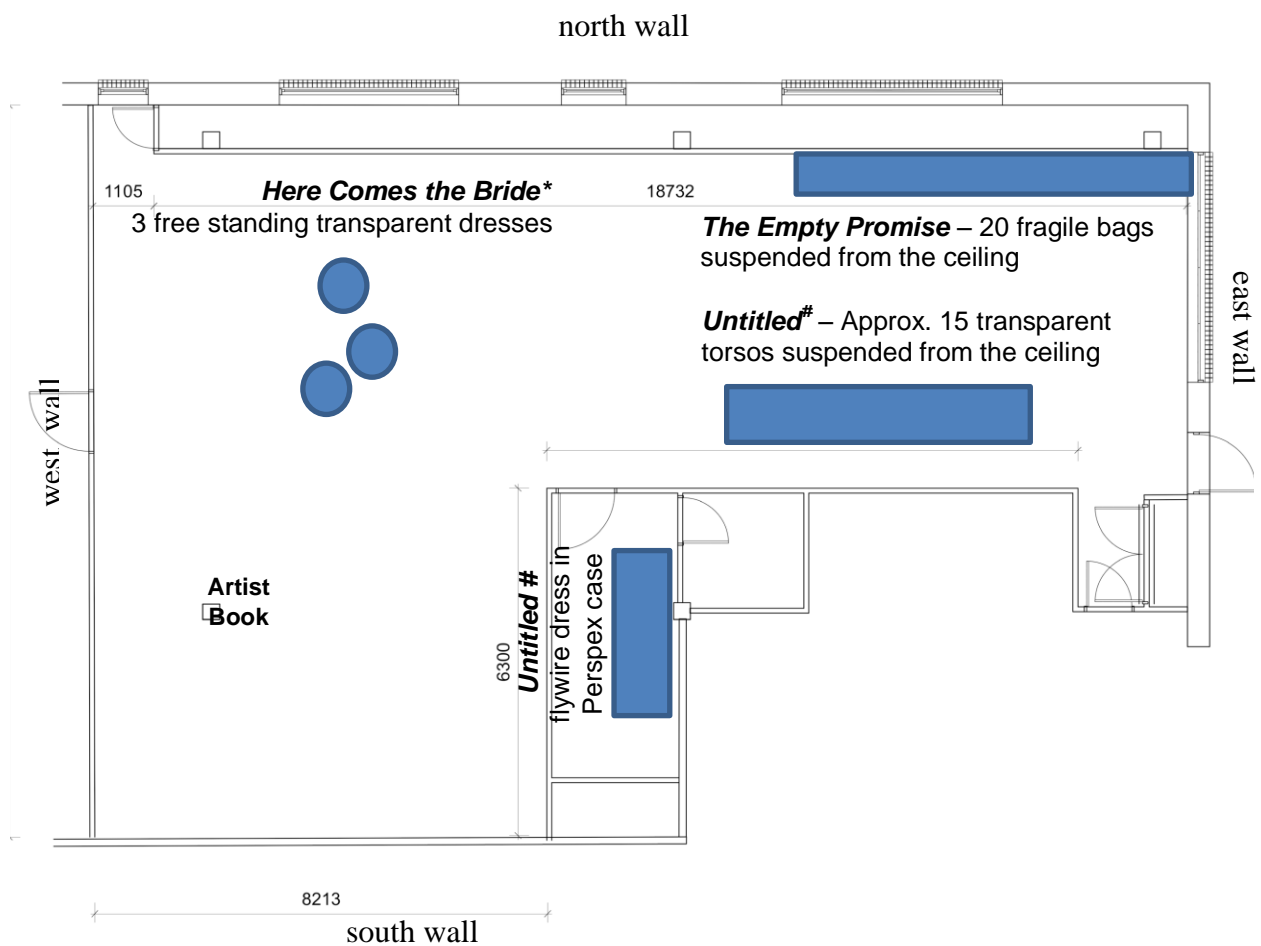 north wall
1105
Here Comes the Bride*
3 free standing transparent dresses
18732
The Empty Promise – 20 fragile bags
suspended from the ceiling
Untitled# – Approx. 15 transparent
torsos suspended from the ceiling
east wall
west wall
Artist
Book
6300
Untitled #
flywire dress in
Perspex case
8213
south wall